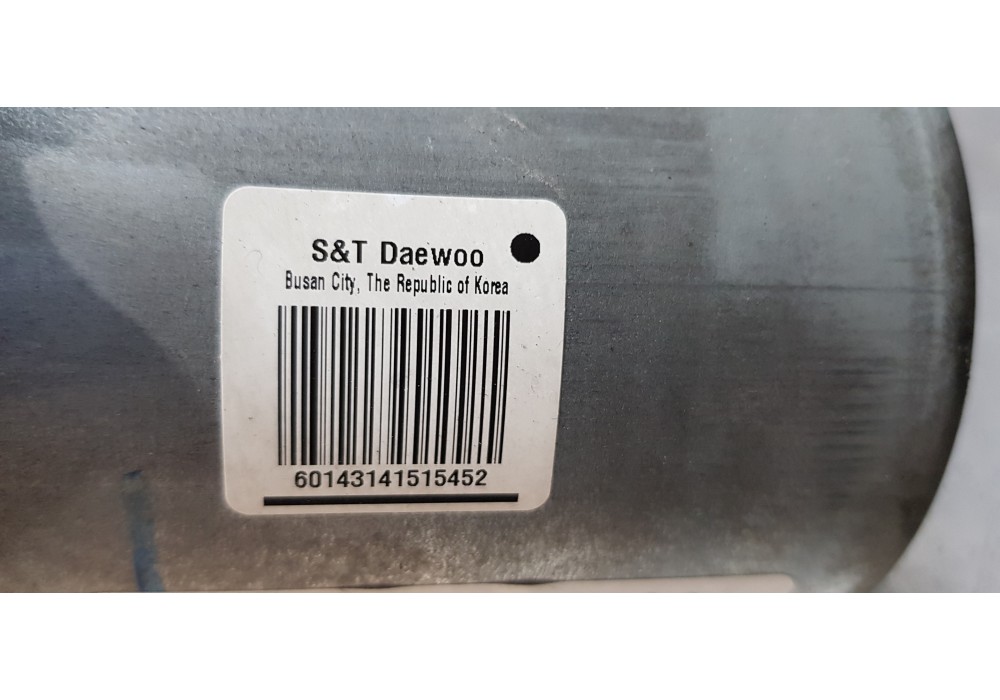 S&T Daewoo
Busan City, The Republic of Korea
60143141515452